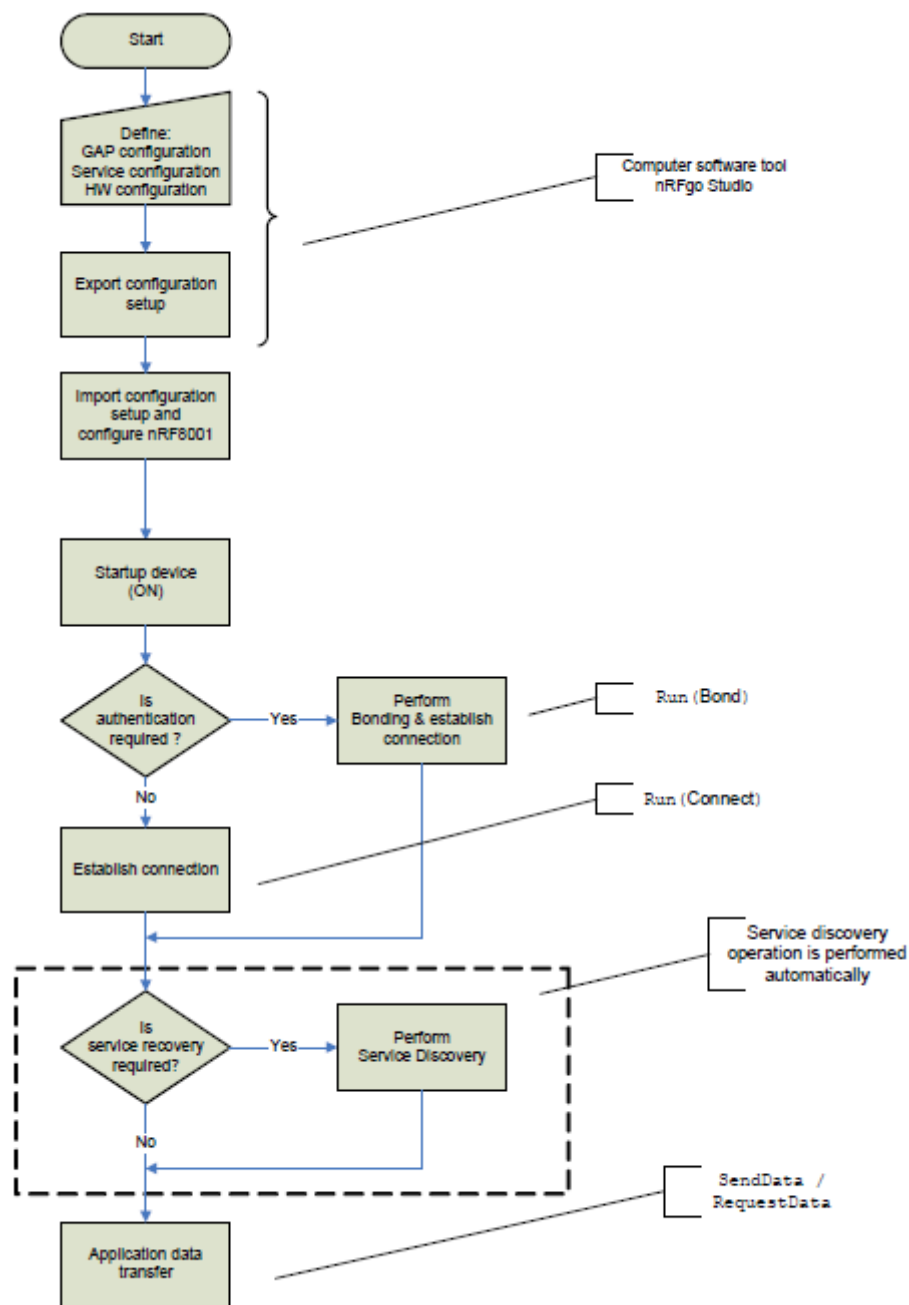 Start
Define:
GAP configuration
Service configuration
HW configuration
Computer software tool
nRFgo Studio
Export configuration
setup
Import configuration
setup and
configure nRF8001
Startup device
(ON)
Is
authentication
required ?
Yes
Perform
Bonding & establish
connection
Run (Bond)
No
Run (Connect)
Establish connection
Service discovery
operation is performed
automatically
Is
service recovery
required?
Yes
Perform
Service Discovery
No
SendData /
RequestData
Application data
transfer